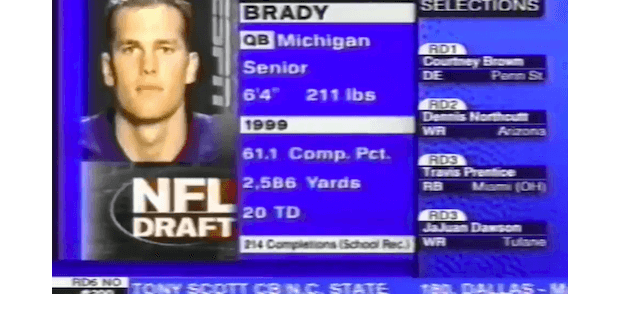 BRADY
QB Michigan
Senior
6'4" 211 lbs
1999
61.1 Comp. Pct.
2,586 Yards
20 TD
214 Completions (School Rec.)
NFL
DRAFT
SELECTIONS
RD1
Courtney Brown
DE Penn St.
RD2
Dennis Northcutt
WR Arizona
RD3
Travis Prentice
RB Miami (OH)
RD3
JaJuan Dawson
WR Tulane
RD6 NO
TONY SCOTT CB N.C. STATE 180. DALLAS - M